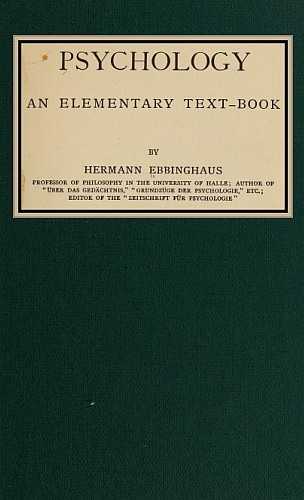 PSYCHOLOGY
AN ELEMENTARY TEXT-BOOK
BY
HERMANN EBBINGHAUS
PROFESSOR OF PHILOSOPHY IN THE UNIVERSITY OF HALLE; AUTHOR OF
"ÜBER DAS GEDÄCHTNIS," "GRUNDZÜGE DER PSYCHOLOGIE," ETC.;
EDITOR OF THE "ZEITSCHRIFT FÜR PSYCHOLOGIE"